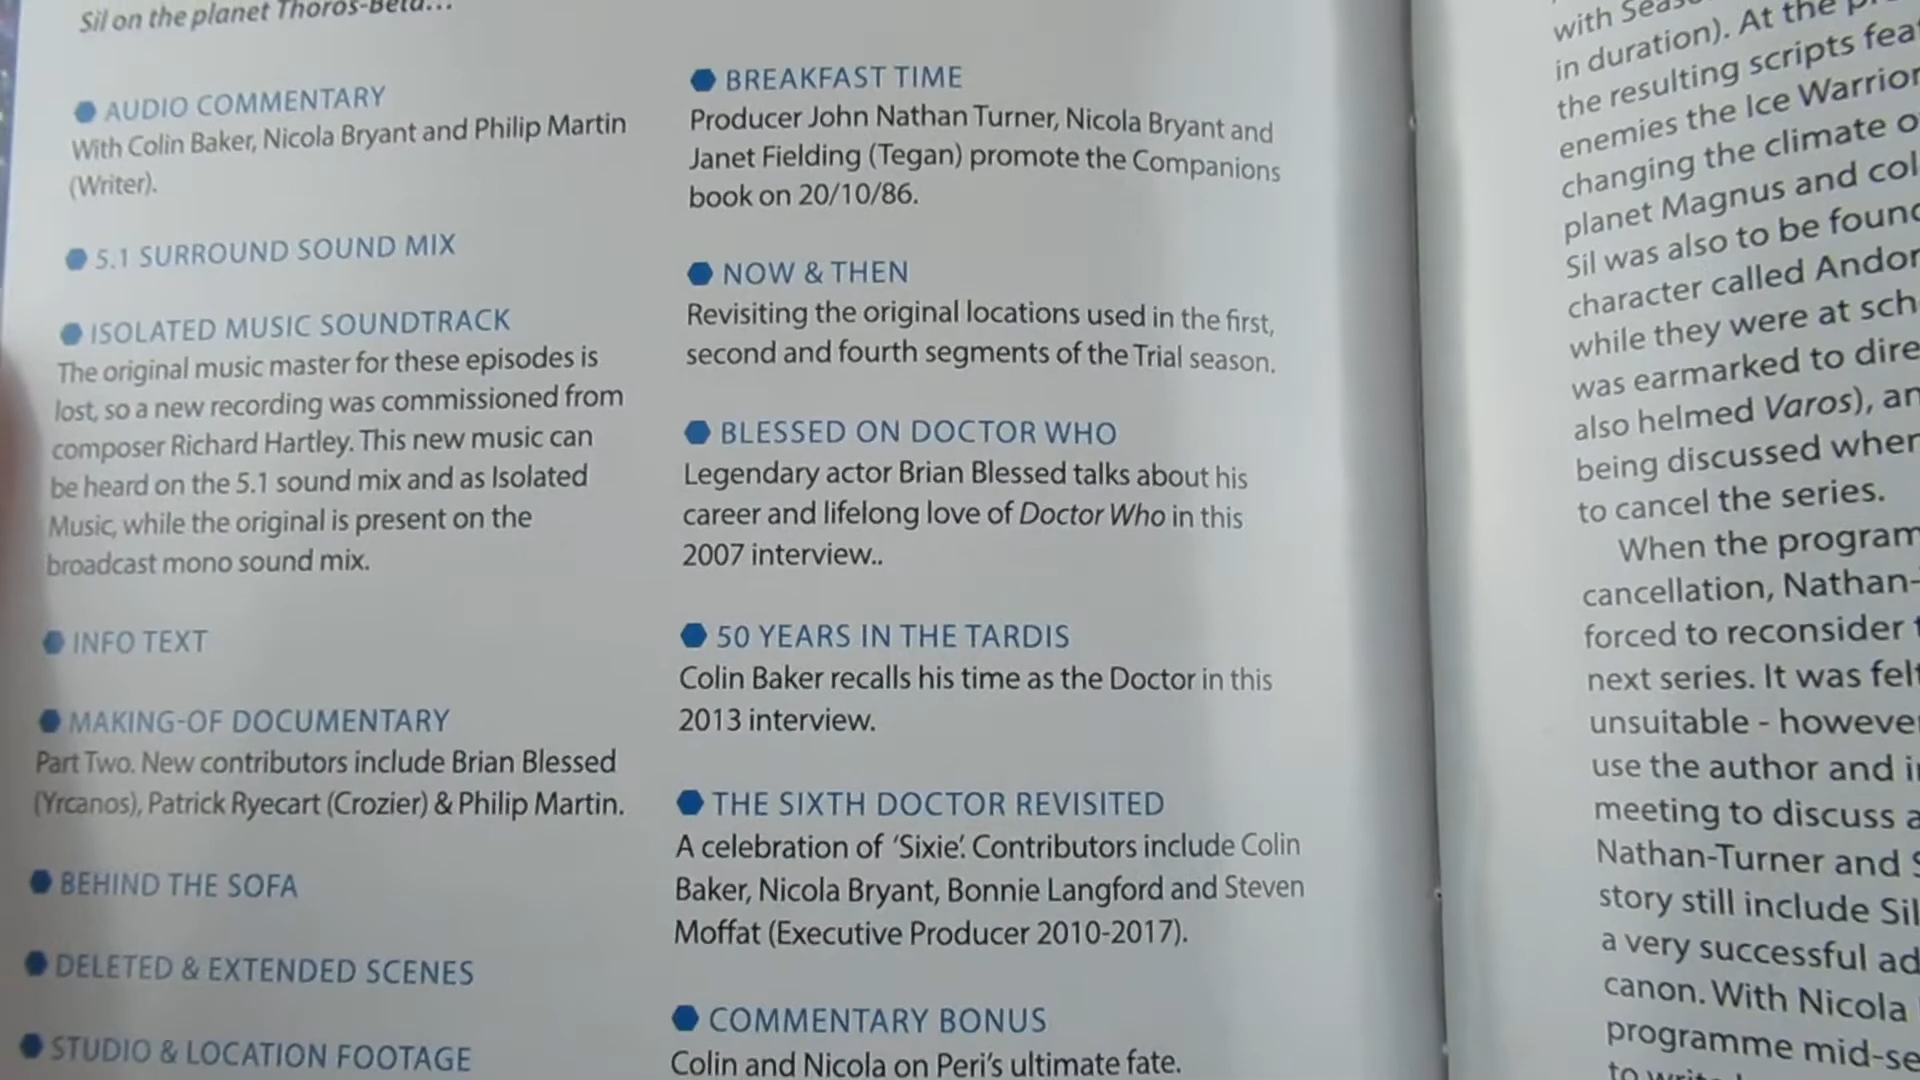 Sil on the planet Thoros-Beta...
AUDIO COMMENTARY
With Colin Baker, Nicola Bryant and Philip Martin
(Writer).
5.1 SURROUND SOUND MIX
ISOLATED MUSIC SOUNDTRACK
The original music master for these episodes is
lost, so a new recording was commissioned from
composer Richard Hartley. This new music can
be heard on the 5.1 sound mix and as Isolated
Music, while the original is present on the
broadcast mono sound mix.
INFO TEXT
MAKING-OF DOCUMENTARY
Part Two. New contributors include Brian Blessed
(Yrcanos), Patrick Ryecart (Crozier) & Philip Martin.
BEHIND THE SOFA
DELETED & EXTENDED SCENES
STUDIO & LOCATION FOOTAGE
BREAKFAST TIME
Producer John Nathan Turner, Nicola Bryant and
Janet Fielding (Tegan) promote the Companions
book on 20/10/86.
NOW & THEN
Revisiting the original locations used in the first,
second and fourth segments of the Trial season.
BLESSED ON DOCTOR WHO
Legendary actor Brian Blessed talks about his
career and lifelong love of Doctor Who in this
2007 interview..
50 YEARS IN THE TARDIS
Colin Baker recalls his time as the Doctor in this
2013 interview.
THE SIXTH DOCTOR REVISITED
A celebration of 'Sixie'. Contributors include Colin
Baker, Nicola Bryant, Bonnie Langford and Steven
Moffat (Executive Producer 2010-2017).
COMMENTARY BONUS
Colin and Nicola on Peri's ultimate fate.
with
in duration). At the
the resulting scripts
enemies the Ice
changing the climate
planet Magnus and
Sil was also to be
character called
while they were at
was earmarked to
also helmed Varos),
being discussed
to cancel the series.
When the
cancellation,
forced to reconsider
next series. It was
unsuitable -
use the author and
meeting to discuss
Nathan-Turner and
story still include
a very successful
canon. With Nicola
programme
to